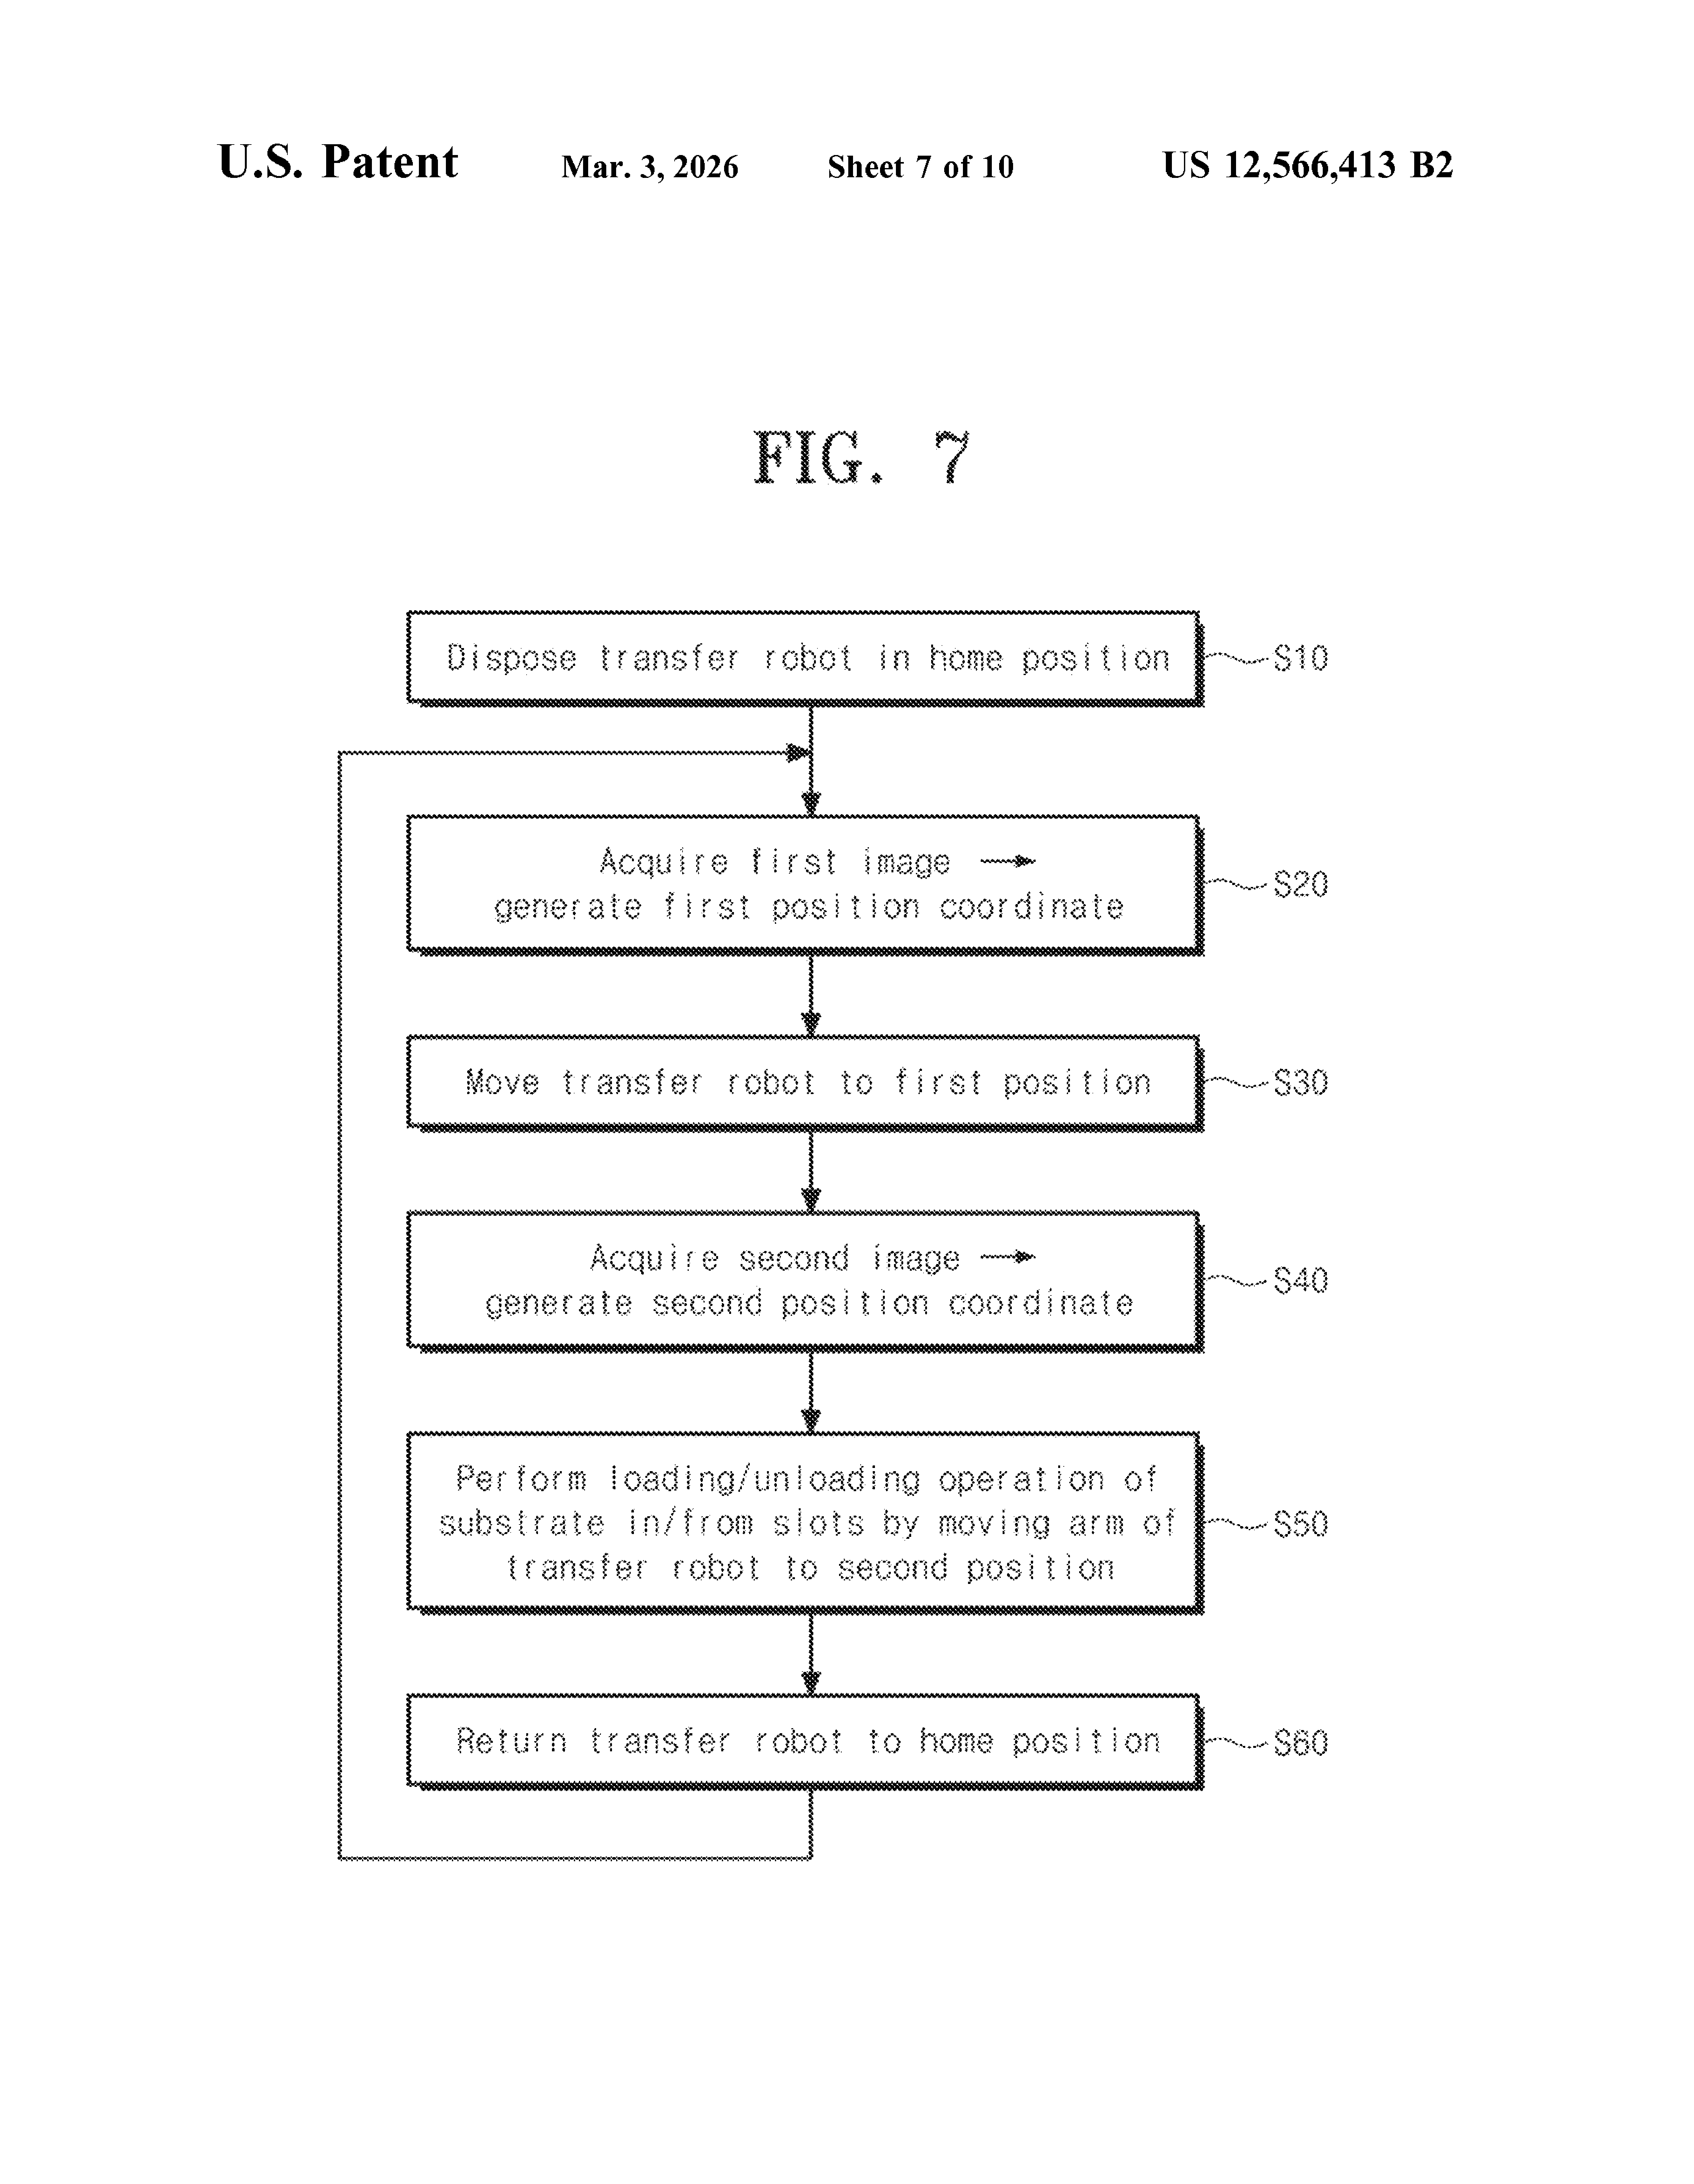 U.S. Patent Mar. 3, 2026 Sheet 7 of 10 US 12,566,413 B2
FIG. 7
Dispose transfer robot in home position S10
Acquire first image →
generate first position coordinate S20
Move transfer robot to first position S30
Acquire second image →
generate second position coordinate S40
Perform loading/unloading operation of
substrate in/from slots by moving arm of S50
transfer robot to second position
Return transfer robot to home position S60